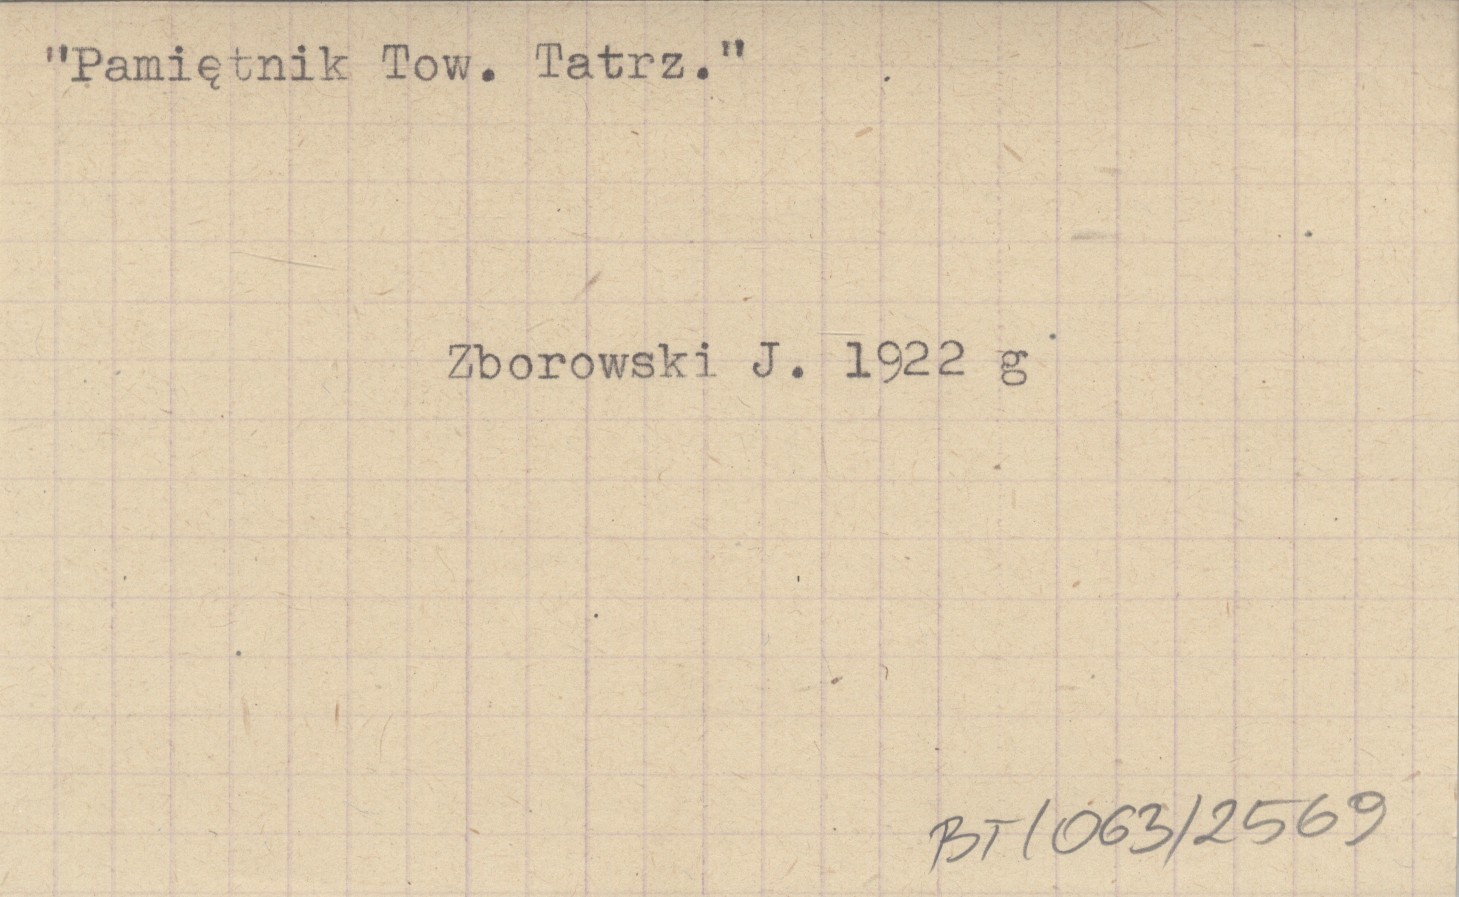 "Pamiętnik Tow. Tatrz."
Zborowski J. 1922 g
BT/063/2569